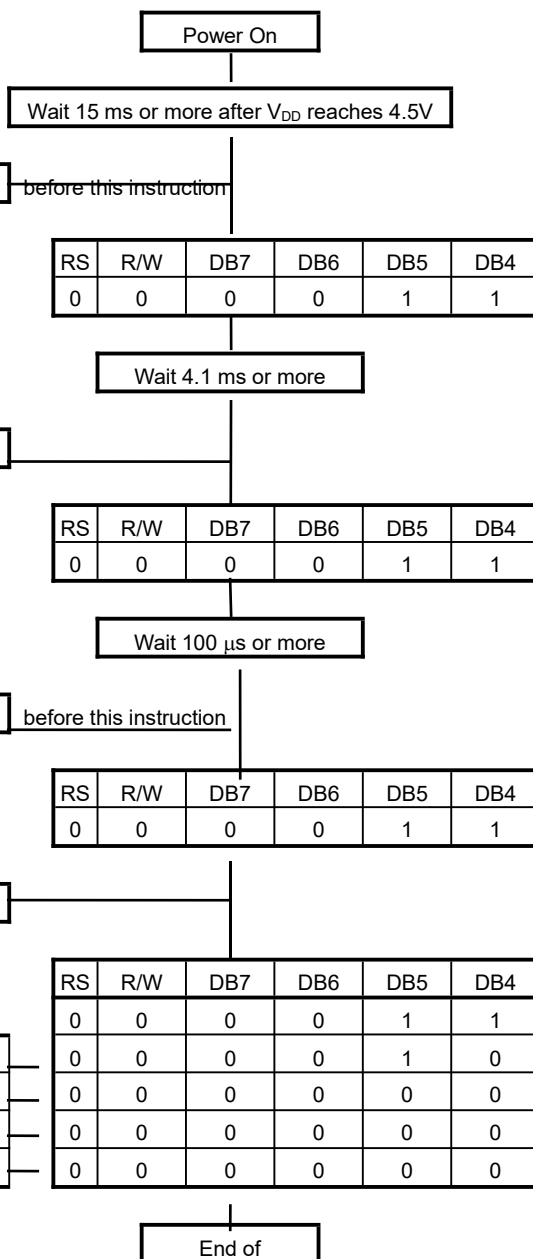 Power On
Wait 15 ms or more after VDD reaches 4.5V
before this instruction
RS R/W DB7 DB6 DB5 DB4
0 0 0 0 1 1
Wait 4.1 ms or more
RS R/W DB7 DB6 DB5 DB4
0 0 0 0 1 1
Wait 100 μs or more
before this instruction
RS R/W DB7 DB6 DB5 DB4
0 0 0 0 1 1
RS R/W DB7 DB6 DB5 DB4
0 0 0 0 1 1
0 0 0 0 1 0
0 0 0 0 0 0
0 0 0 0 0 0
0 0 0 0 0 0
End of